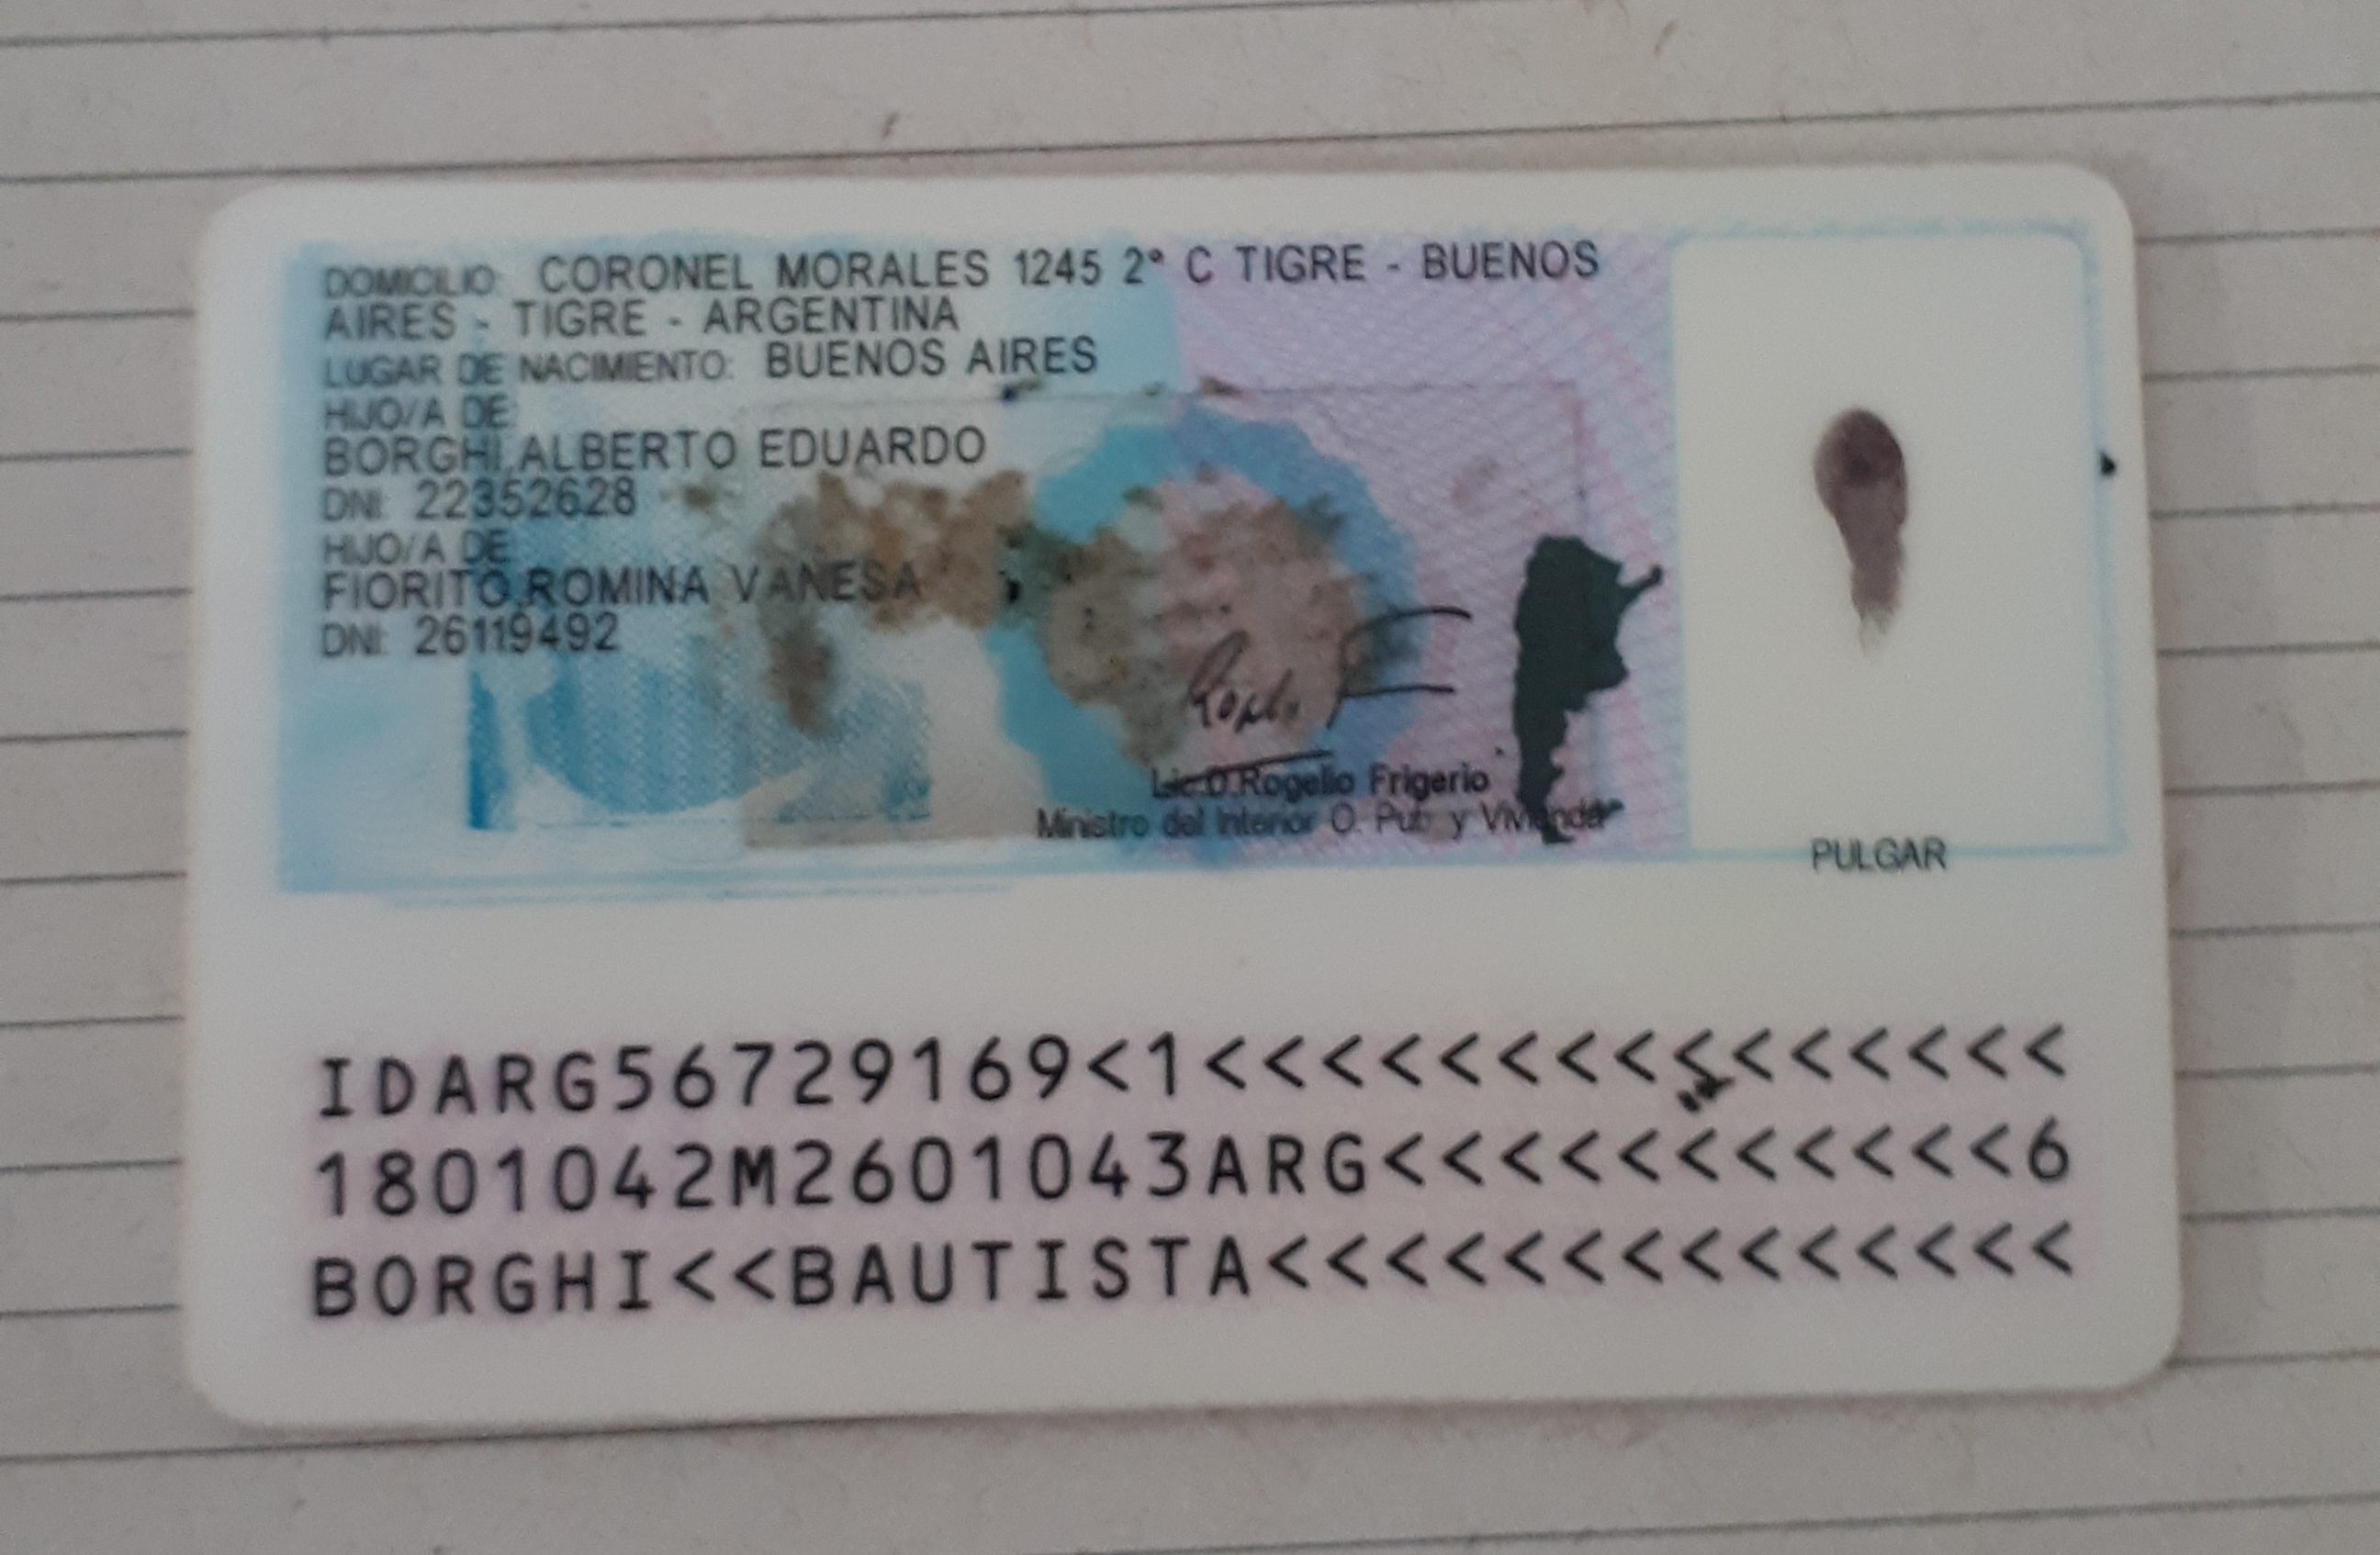 DOMICILIO: CORONEL MORALES 1245 2° C TIGRE - BUENOS
AIRES - TIGRE - ARGENTINA
LUGAR DE NACIMIENTO: BUENOS AIRES
HIJO/A DE:
BORGHI,ALBERTO EDUARDO
DNI: 22352628
HIJO/A DE:
FIORITO,ROMINA VANESA
DNI: 26119492
Lic.D.Rogelio Frigerio
Ministro del Interior O. Pub. y Vivienda
PULGAR
IDARG56729169<1<<<<<<<<<<<<<<<
1801042M2601043ARG<<<<<<<<<<<6
BORGHI<<BAUTISTA<<<<<<<<<<<<<<